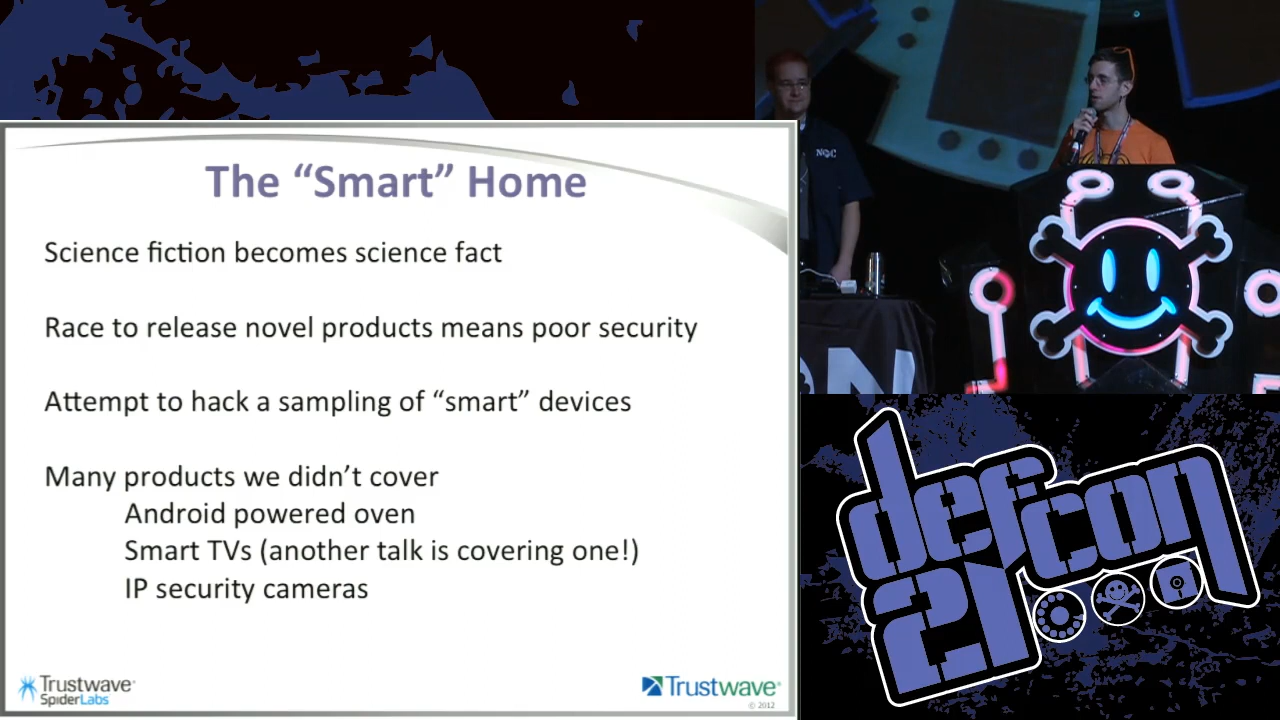 The “Smart” Home
Science fiction becomes science fact
Race to release novel products means poor security
Attempt to hack a sampling of “smart” devices
Many products we didn’t cover
Android powered oven
Smart TVs (another talk is covering one!)
IP security cameras
Trustwave
SpiderLabs
Trustwave
© 2012
NOC
ON
defcon
21